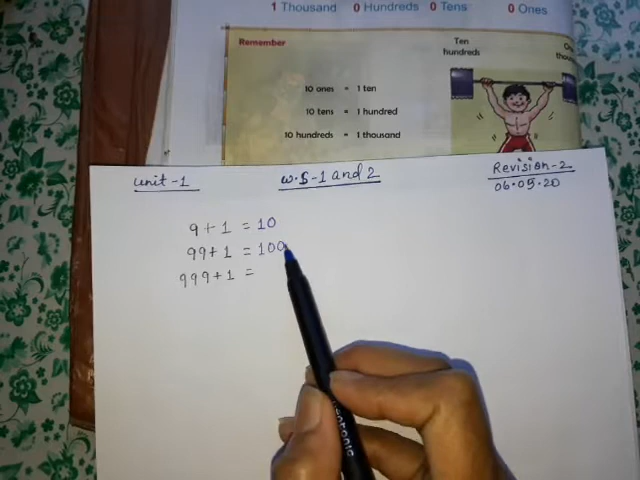 1 Thousand 0 Hundreds 0 Tens 0 Ones
Remember
Ten
hundreds
10 ones = 1 ten
10 tens = 1 hundred
10 hundreds = 1 thousand
Unit-1 W.S-1 and 2 Revision-2
06.05.20
9+1 = 10
99+1 = 100
999+1 =